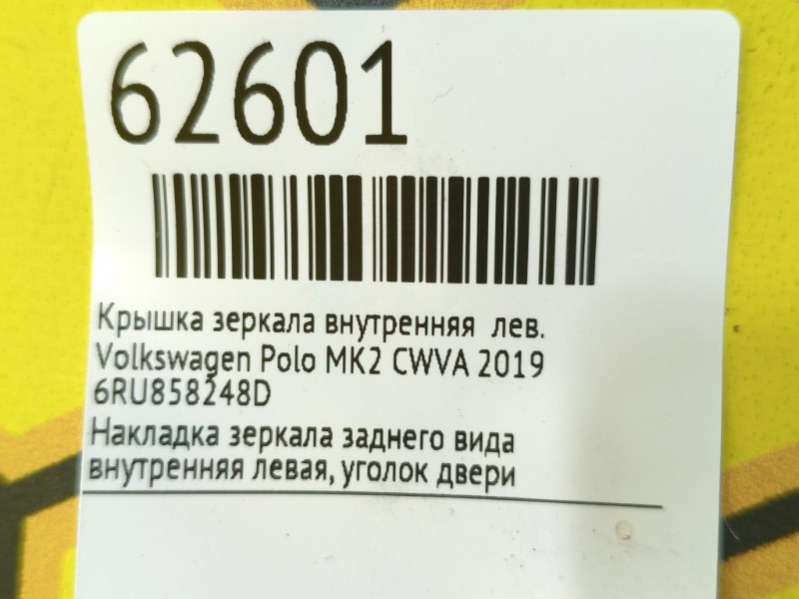 62601
Крышка зеркала внутренняя лев.
Volkswagen Polo MK2 CWVA 2019
6RU858248D
Накладка зеркала заднего вида
внутренняя левая, уголок двери